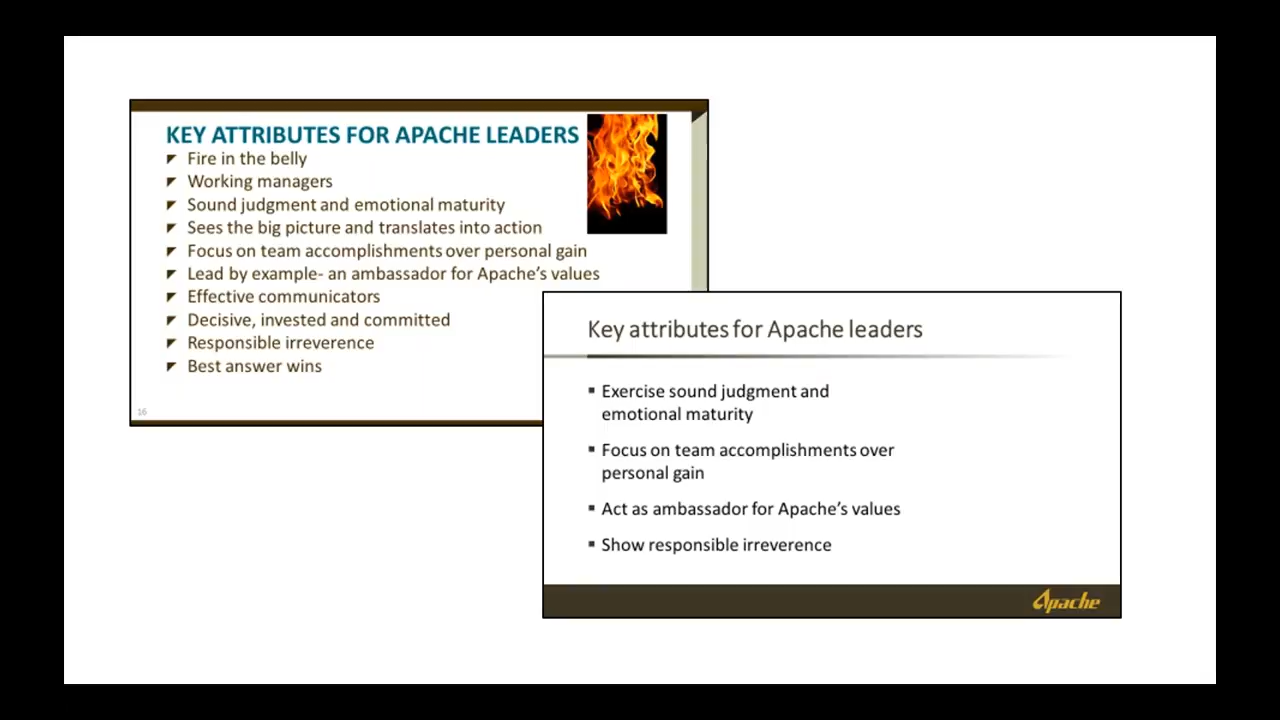 KEY ATTRIBUTES FOR APACHE LEADERS
Fire in the belly
Working managers
Sound judgment and emotional maturity
Sees the big picture and translates into action
Focus on team accomplishments over personal gain
Lead by example- an ambassador for Apache's values
Effective communicators
Decisive, invested and committed
Responsible irreverence
Best answer wins
16
Key attributes for Apache leaders
Exercise sound judgment and
emotional maturity
Focus on team accomplishments over
personal gain
Act as ambassador for Apache's values
Show responsible irreverence
Apache